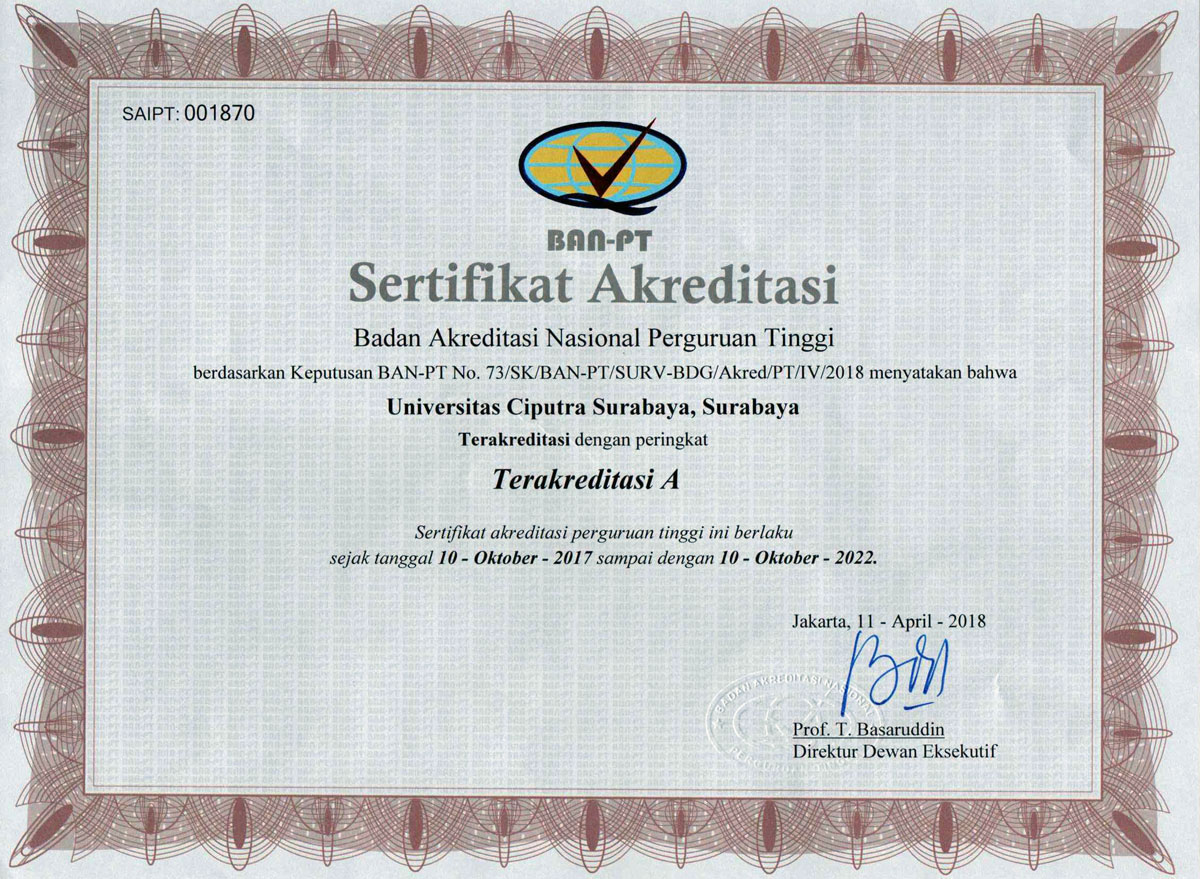 SAIPT: 001870
BAN-PT
Sertifikat Akreditasi
Badan Akreditasi Nasional Perguruan Tinggi
berdasarkan Keputusan BAN-PT No. 73/SK/BAN-PT/SURV-BDG/Akred/PT/IV/2018 menyatakan bahwa
Universitas Ciputra Surabaya, Surabaya
Terakreditasi dengan peringkat
Terakreditasi A
Sertifikat akreditasi perguruan tinggi ini berlaku
sejak tanggal 10 - Oktober - 2017 sampai dengan 10 - Oktober - 2022.
Jakarta, 11 - April - 2018
BADAN AKREDITASI NASIONAL
Prof. T. Basaruddin
Direktur Dewan Eksekutif